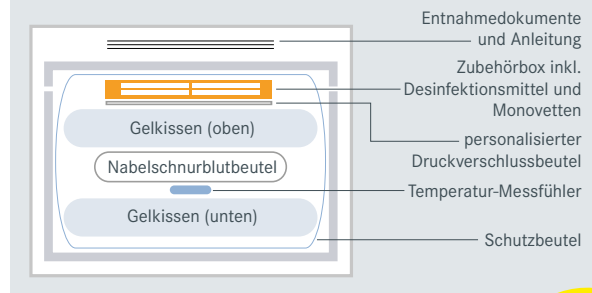 Entnahmedokumente
und Anleitung
Zubehörbox inkl.
Desinfektionsmittel und
Monovetten
personalisierter
Druckverschlussbeutel
Temperatur-Messfühler
Schutzbeutel
Gelkissen (oben)
Nabelschnurblutbeutel
Gelkissen (unten)